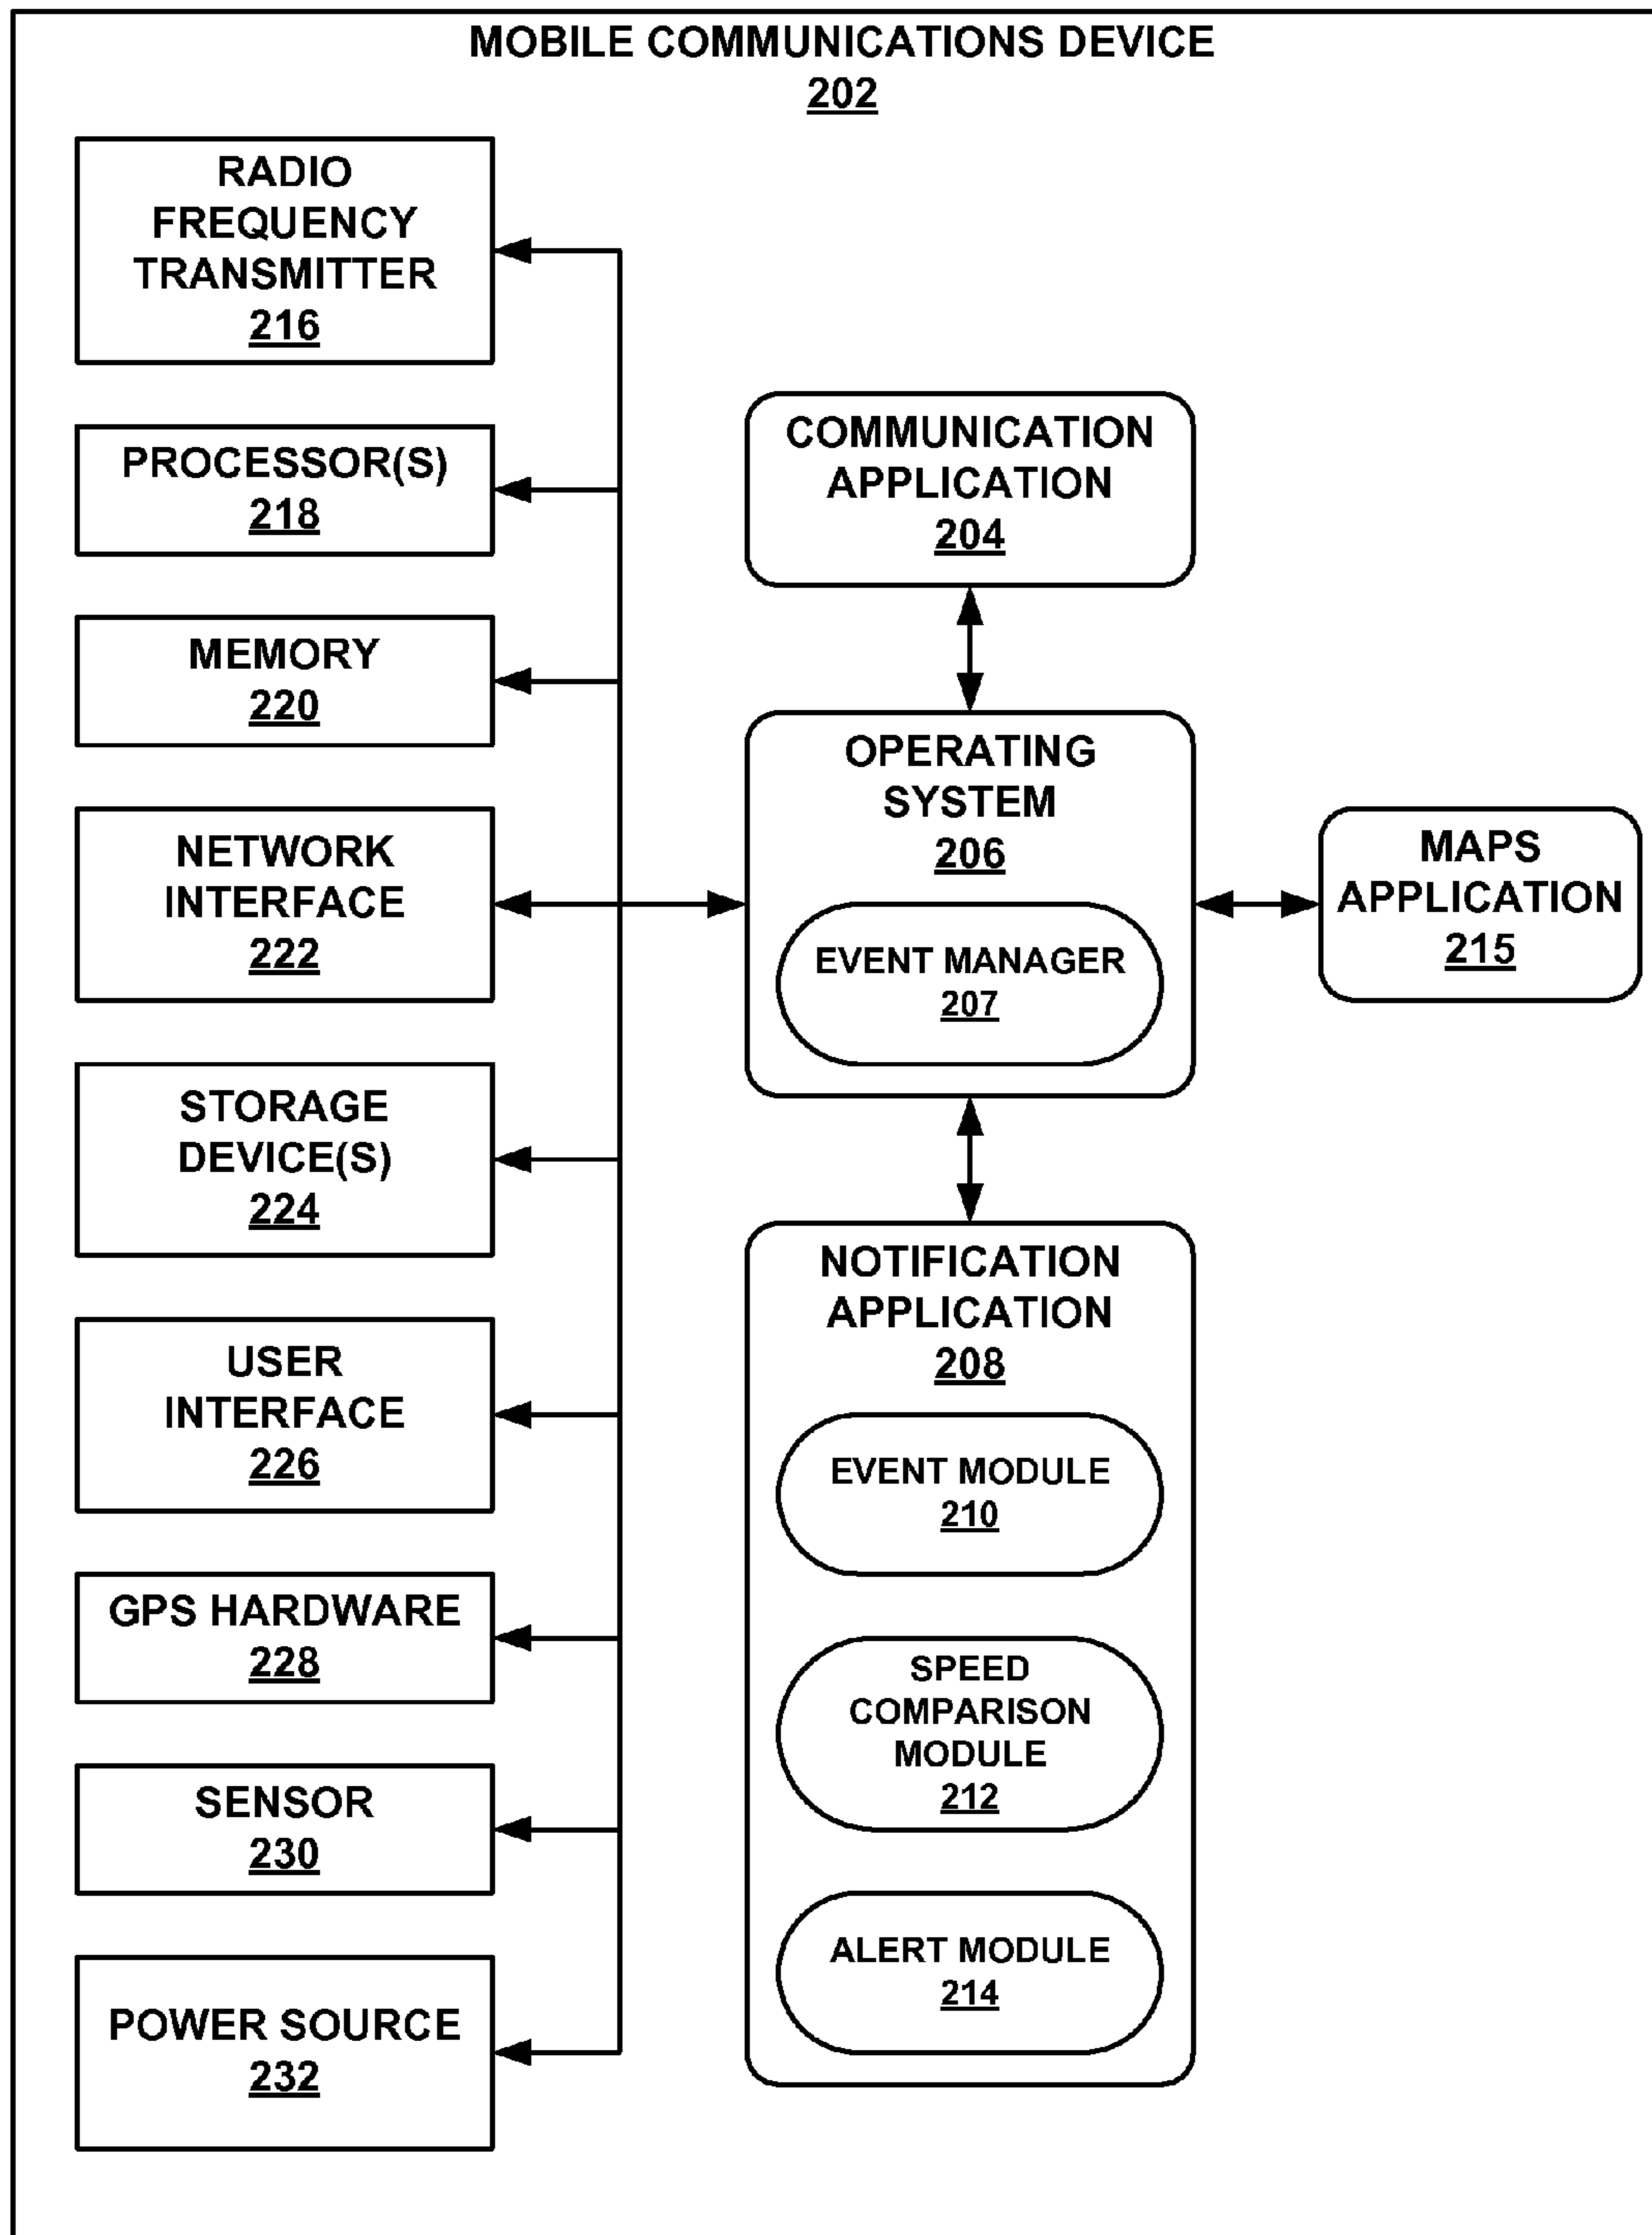 MOBILE COMMUNICATIONS DEVICE
202
RADIO
FREQUENCY
TRANSMITTER
216
PROCESSOR(S)
218
MEMORY
220
NETWORK
INTERFACE
222
STORAGE
DEVICE(S)
224
USER
INTERFACE
226
GPS HARDWARE
228
SENSOR
230
POWER SOURCE
232
COMMUNICATION
APPLICATION
204
OPERATING
SYSTEM
206
EVENT MANAGER
207
MAPS
APPLICATION
215
NOTIFICATION
APPLICATION
208
EVENT MODULE
210
SPEED
COMPARISON
MODULE
212
ALERT MODULE
214